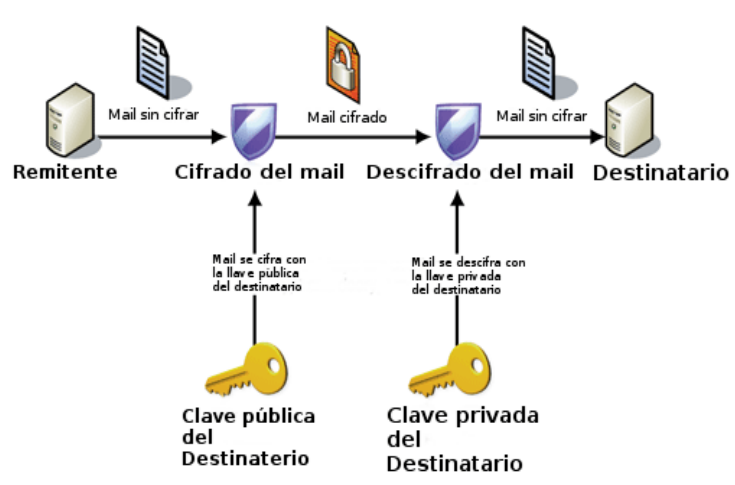 Mail sin cifrar
Mail cifrado
Mail sin cifrar
Remitente
Cifrado del mail
Descifrado del mail
Destinatario
Mail se cifra con
la llave pública
del destinatario
Mail se descifra con
la llave privada
del destinatario
Clave pública
del
Destinaterio
Clave privada
del
Destinatario